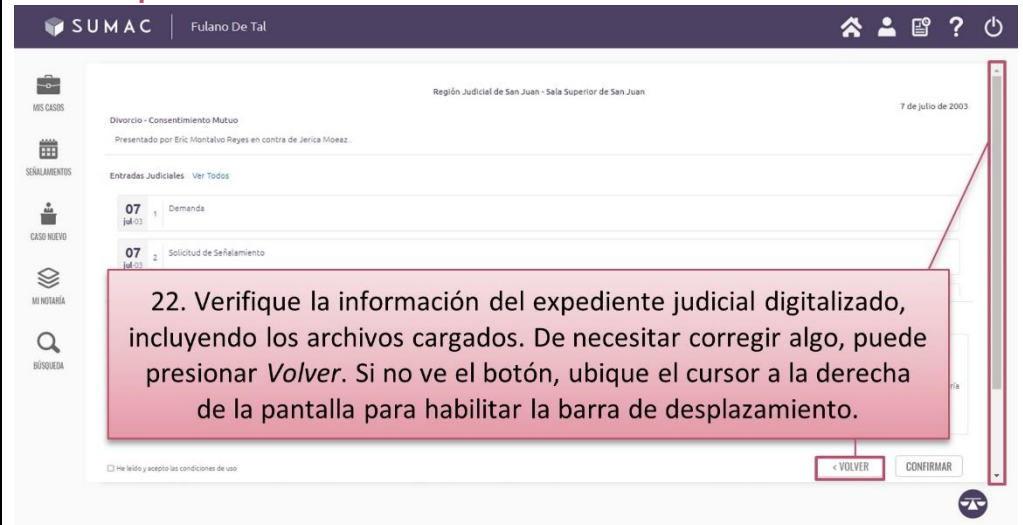 SUMAC Fulano De Tal ?
Región Judicial de San Juan - Sala Superior de San Juan
7 de julio de 2003
MIS CASOS
Divorcio - Consentimiento Mutuo
Presentado por Eric Montalvo Reyes en contra de Jerica Moeaz..
SEÑALAMIENTOS
Entradas Judiciales Ver Todos
07 jul-03 1 Demanda
CASO NUEVO
07 jul-03 2 Solicitud de Señalamiento
MI NOTARÍA
22. Verifique la información del expediente judicial digitalizado,
incluyendo los archivos cargados. De necesitar corregir algo, puede
presionar Volver. Si no ve el botón, ubique el cursor a la derecha
de la pantalla para habilitar la barra de desplazamiento.
BÚSQUEDA
He leído y acepto las condiciones de uso
< VOLVER CONFIRMAR